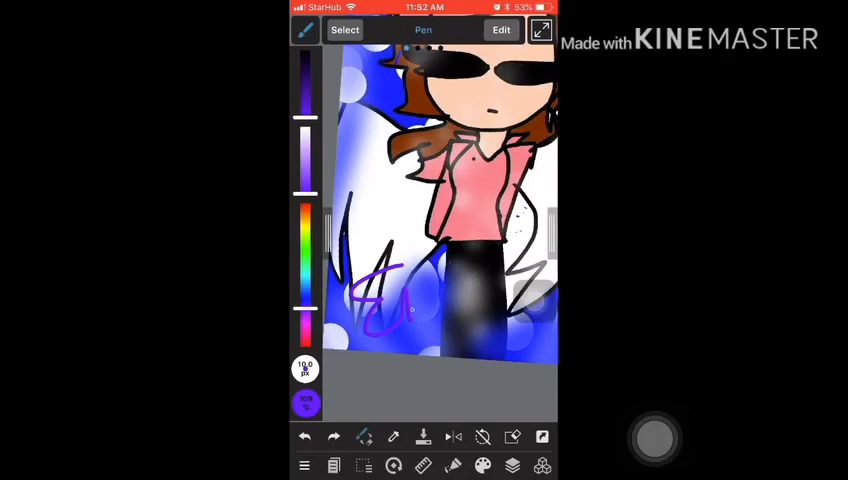 StarHub 11:52 AM 53%
Select Pen Edit
Made with KINEMASTER
10.0
px